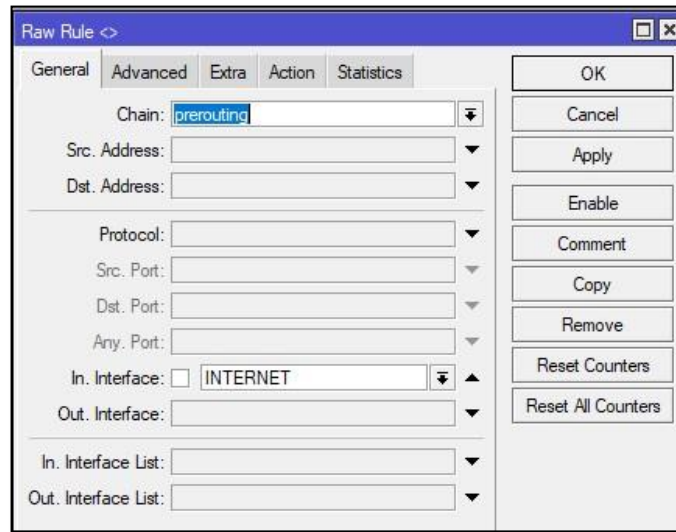 Raw Rule <>
General Advanced Extra Action Statistics
Chain: prerouting
Src. Address:
Dst. Address:
Protocol:
Src. Port:
Dst. Port:
Any. Port:
In. Interface: INTERNET
Out. Interface:
In. Interface List:
Out. Interface List:
OK
Cancel
Apply
Enable
Comment
Copy
Remove
Reset Counters
Reset All Counters